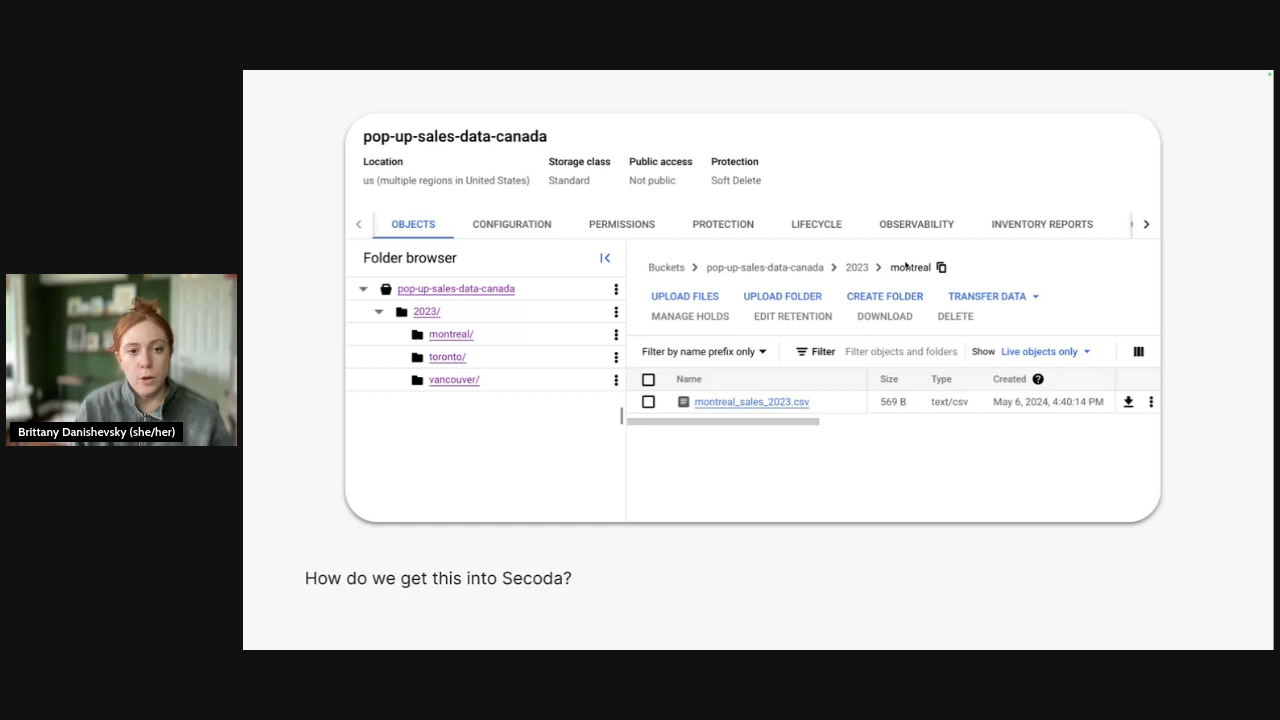 pop-up-sales-data-canada
Location Storage class Public access Protection
us (multiple regions in United States) Standard Not public Soft Delete
OBJECTS CONFIGURATION PERMISSIONS PROTECTION LIFECYCLE OBSERVABILITY INVENTORY REPORTS
Folder browser
pop-up-sales-data-canada
2023/
montreal/
toronto/
vancouver/
Buckets > pop-up-sales-data-canada > 2023 > montreal
UPLOAD FILES UPLOAD FOLDER CREATE FOLDER TRANSFER DATA
MANAGE HOLDS EDIT RETENTION DOWNLOAD DELETE
Filter by name prefix only Filter Filter objects and folders Show Live objects only
Name Size Type Created
montreal_sales_2023.csv 569 B text/csv May 6, 2024, 4:40:14 PM
How do we get this into Secoda?
Brittany Danishevsky (she/her)